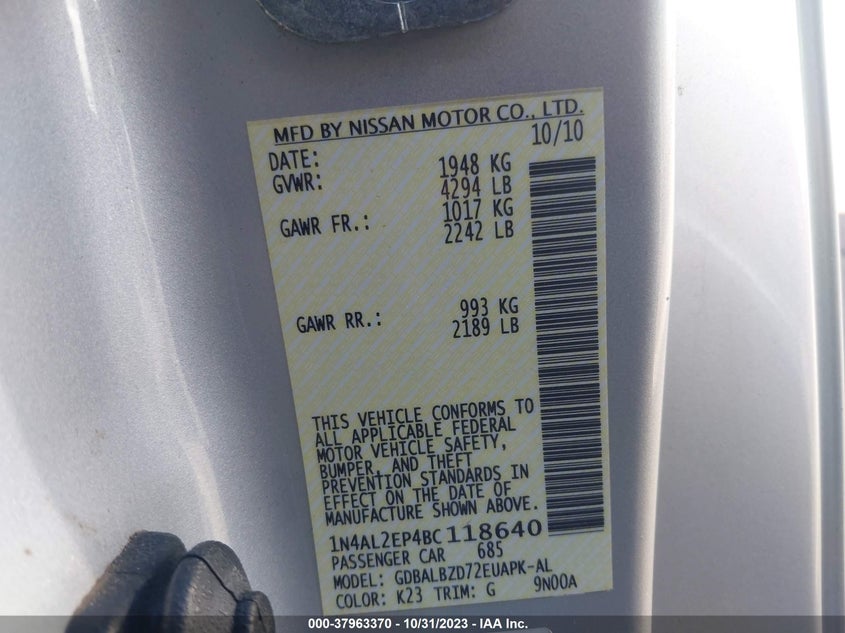 MFD BY NISSAN MOTOR CO., LTD.
DATE: 10/10
GVWR: 1948 KG
4294 LB
GAWR FR.: 1017 KG
2242 LB
GAWR RR.: 993 KG
2189 LB
THIS VEHICLE CONFORMS TO
ALL APPLICABLE FEDERAL
MOTOR VEHICLE SAFETY,
BUMPER, AND THEFT
PREVENTION STANDARDS IN
EFFECT ON THE DATE OF
MANUFACTURE SHOWN ABOVE.
1N4AL2EP4BC118640
PASSENGER CAR 685
MODEL: GDBALBZD72EUAPK-AL
COLOR: K23 TRIM: G 9N00A
000-37963370 - 10/31/2023 - IAA Inc.